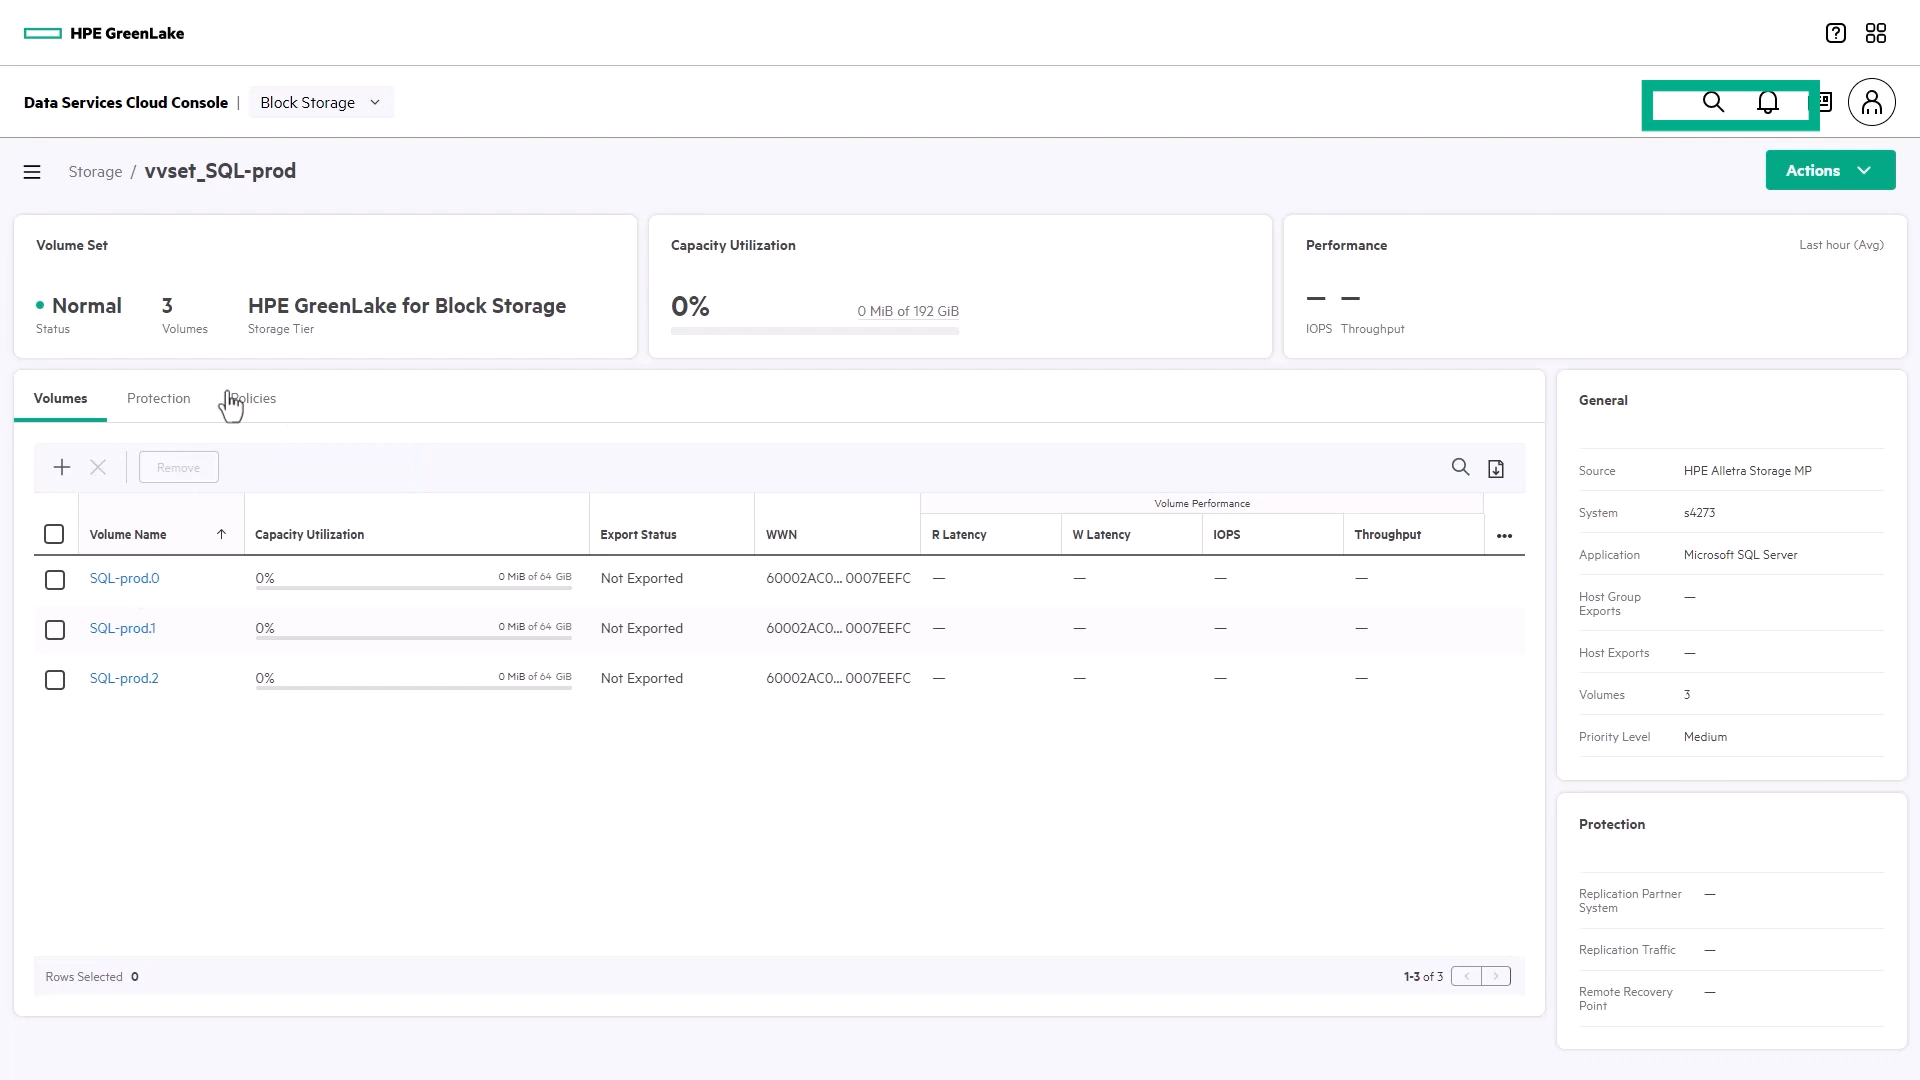 HPE GreenLake
Data Services Cloud Console | Block Storage
Storage / vvset_SQL-prod
Actions
Volume Set
Normal 3 HPE GreenLake for Block Storage
Status Volumes Storage Tier
Capacity Utilization
0% 0 MiB of 192 GiB
Performance Last hour (Avg)
— —
IOPS Throughput
Volumes Protection Policies
Remove
Volume Performance
Volume Name Capacity Utilization Export Status WWN R Latency W Latency IOPS Throughput
SQL-prod.0 0% 0 MiB of 64 GiB Not Exported 60002AC0... 0007EEFC — — — —
SQL-prod.1 0% 0 MiB of 64 GiB Not Exported 60002AC0... 0007EEFC — — — —
SQL-prod.2 0% 0 MiB of 64 GiB Not Exported 60002AC0... 0007EEFC — — — —
Rows Selected 0
1-3 of 3
General
Source HPE Alletra Storage MP
System s4273
Application Microsoft SQL Server
Host Group —
Exports
Host Exports —
Volumes 3
Priority Level Medium
Protection
Replication Partner —
System
Replication Traffic —
Remote Recovery —
Point